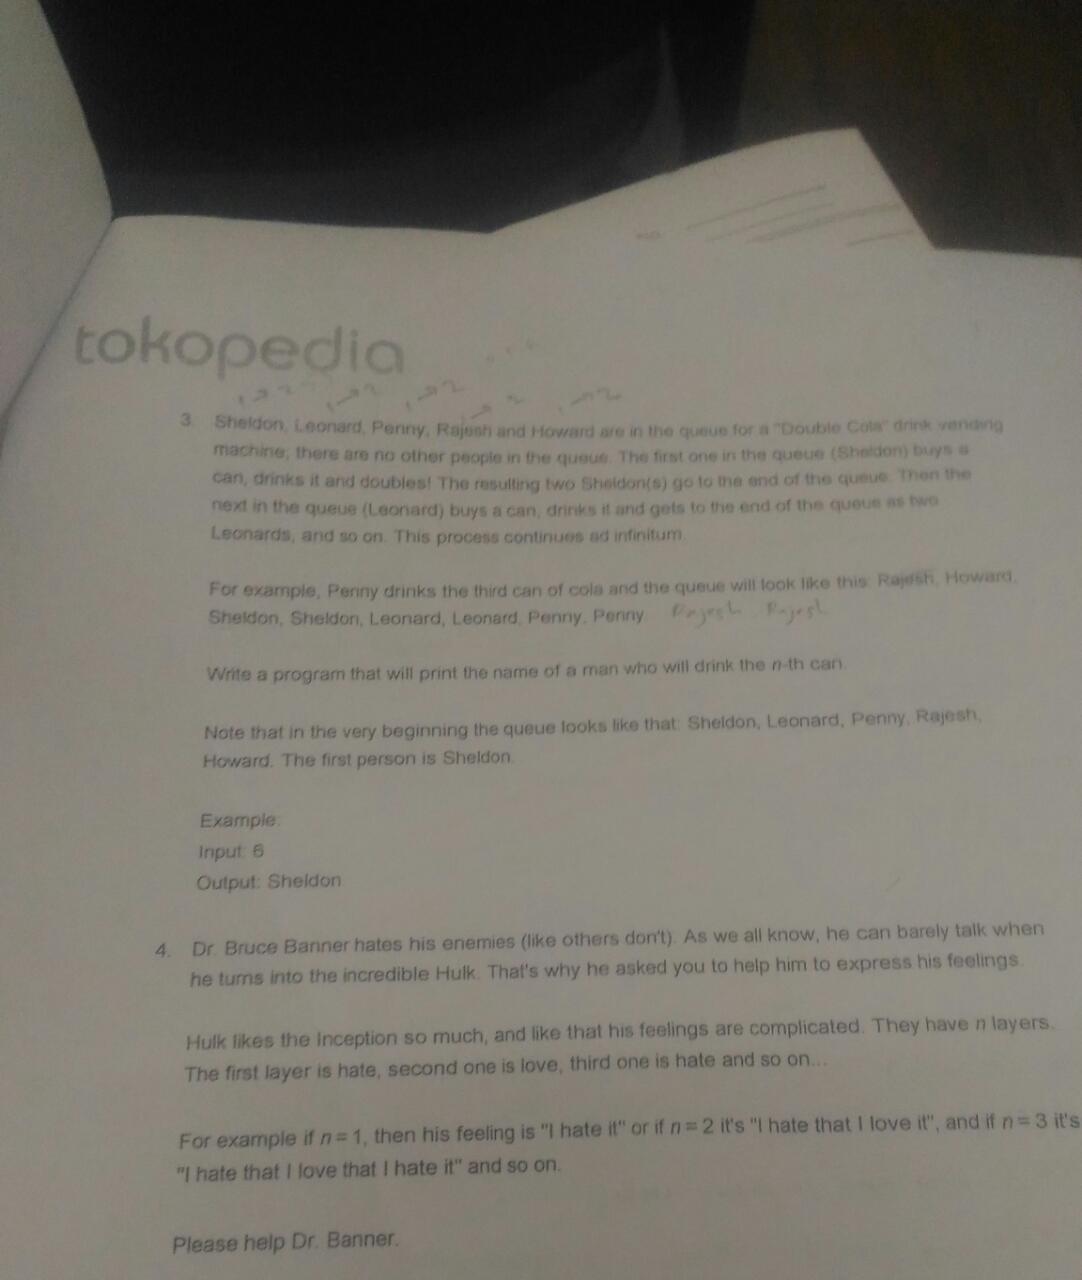 tokopedia
3. Sheldon, Leonard, Penny, Rajesh and Howard are in the queue for a "Double Cola" drink vending
machine; there are no other people in the queue. The first one in the queue (Sheldon) buys a
can, drinks it and doubles! The resulting two Sheldon(s) go to the end of the queue. Then the
next in the queue (Leonard) buys a can, drinks it and gets to the end of the queue as two
Leonards, and so on. This process continues ad infinitum.
For example, Penny drinks the third can of cola and the queue will look like this: Rajesh, Howard,
Sheldon, Sheldon, Leonard, Leonard, Penny, Penny Rajesh Rajesh
Write a program that will print the name of a man who will drink the n-th can.
Note that in the very beginning the queue looks like that: Sheldon, Leonard, Penny, Rajesh,
Howard. The first person is Sheldon.
Example:
Input: 6
Output: Sheldon
4. Dr. Bruce Banner hates his enemies (like others don't). As we all know, he can barely talk when
he turns into the incredible Hulk. That's why he asked you to help him to express his feelings.
Hulk likes the Inception so much, and like that his feelings are complicated. They have n layers.
The first layer is hate, second one is love, third one is hate and so on...
For example if n = 1, then his feeling is "I hate it" or if n = 2 it's "I hate that I love it", and if n = 3 it's
"I hate that I love that I hate it" and so on.
Please help Dr. Banner.